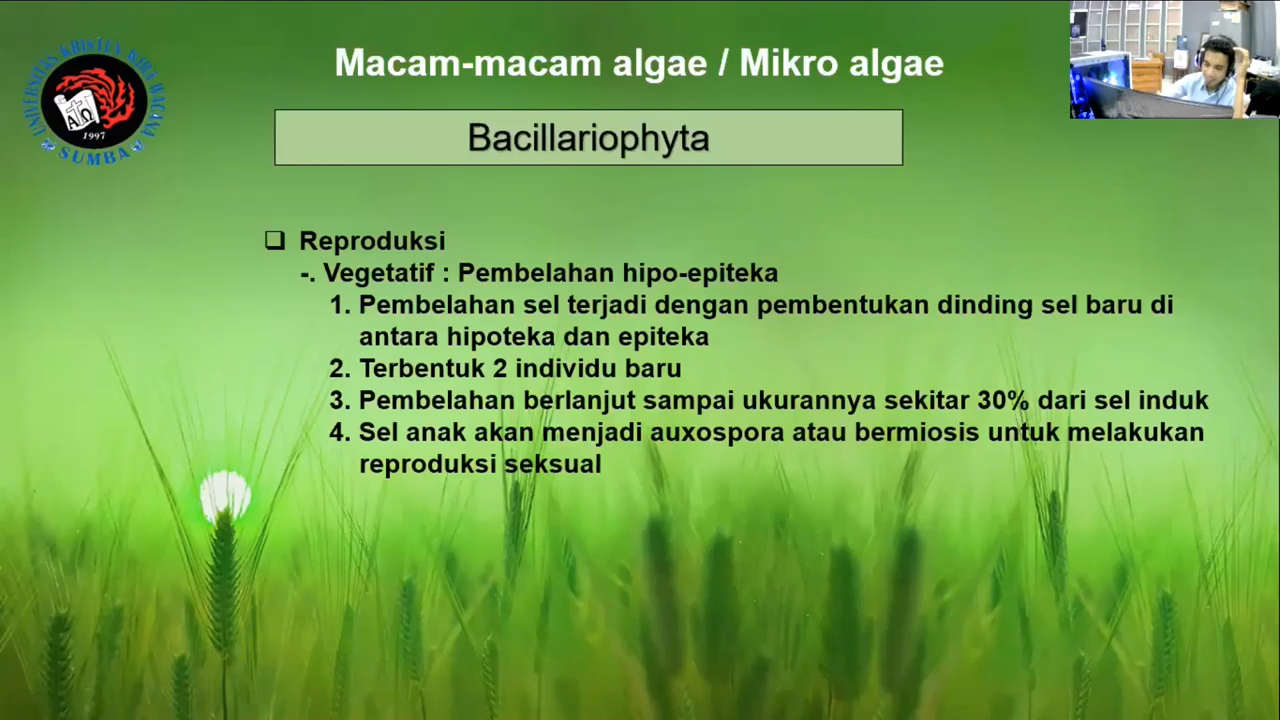 UNIVERSITAS KRISTEN WIRA WACANA
SUMBA
Α Ω
1997
Macam-macam algae / Mikro algae
Bacillariophyta
Reproduksi
-. Vegetatif : Pembelahan hipo-epiteka
1. Pembelahan sel terjadi dengan pembentukan dinding sel baru di
antara hipoteka dan epiteka
2. Terbentuk 2 individu baru
3. Pembelahan berlanjut sampai ukurannya sekitar 30% dari sel induk
4. Sel anak akan menjadi auxospora atau bermiosis untuk melakukan
reproduksi seksual